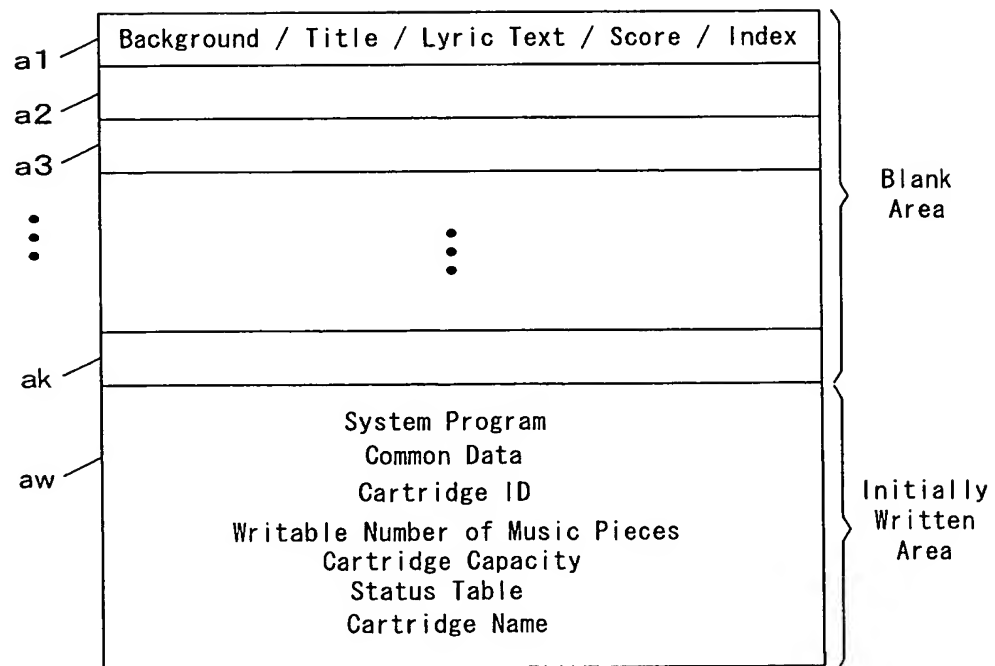 a1
Background / Title / Lyric Text / Score / Index
a2
a3
Blank
Area
ak
aw
System Program
Common Data
Cartridge ID
Writable Number of Music Pieces
Cartridge Capacity
Status Table
Cartridge Name
Initially
Written
Area